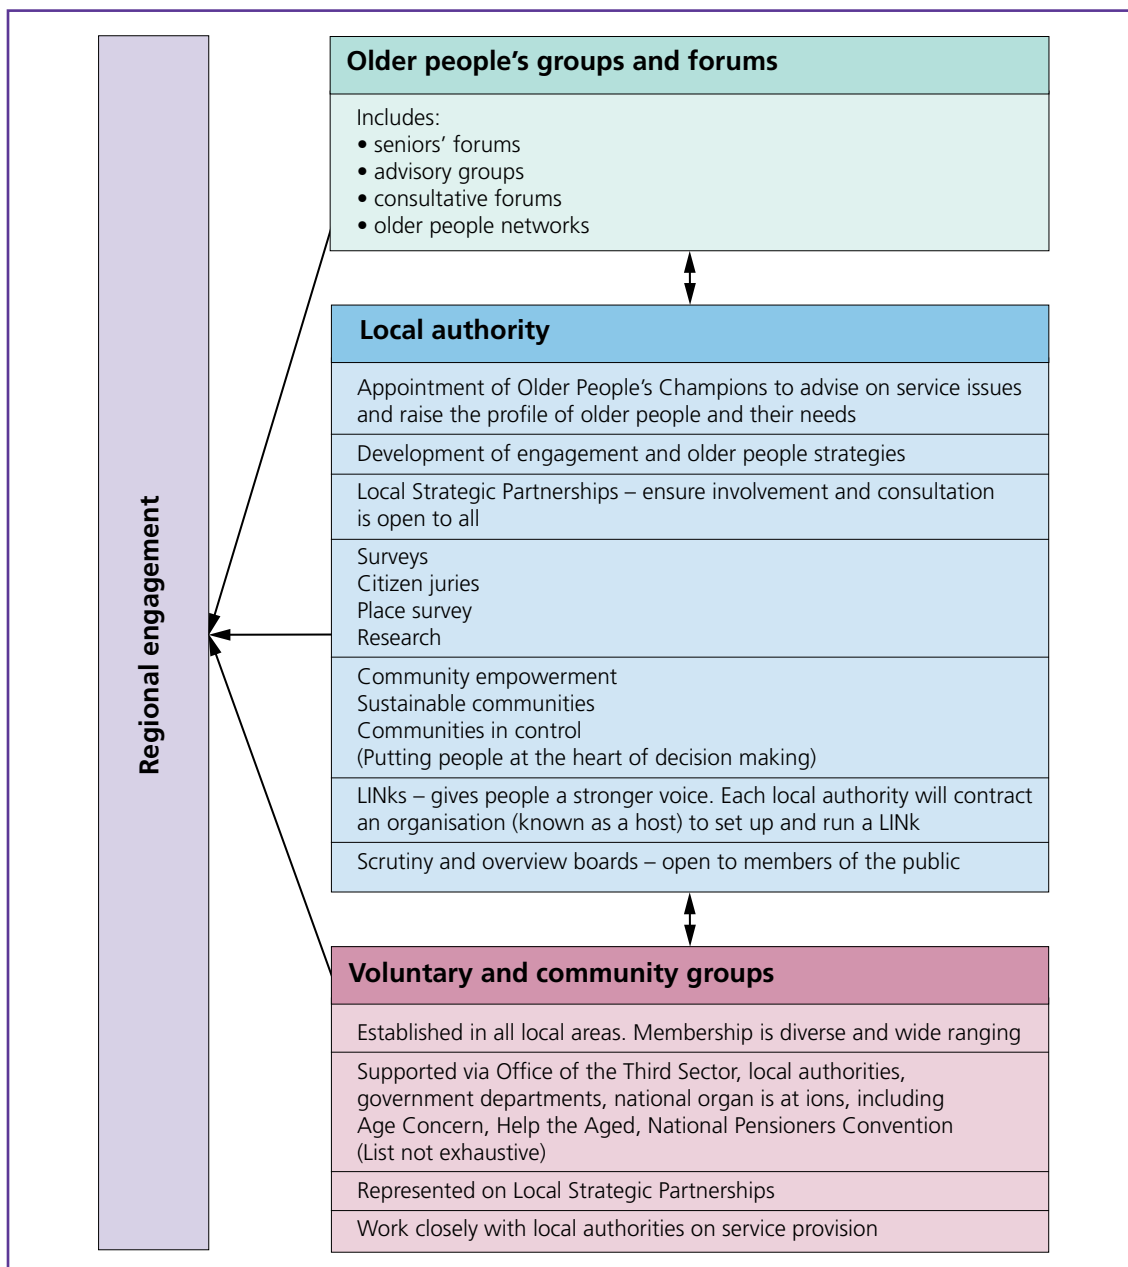 Regional engagement
Older people’s groups and forums
Includes:
• seniors’ forums
• advisory groups
• consultative forums
• older people networks
Local authority
Appointment of Older People’s Champions to advise on service issues
and raise the profile of older people and their needs
Development of engagement and older people strategies
Local Strategic Partnerships – ensure involvement and consultation
is open to all
Surveys
Citizen juries
Place survey
Research
Community empowerment
Sustainable communities
Communities in control
(Putting people at the heart of decision making)
LINks – gives people a stronger voice. Each local authority will contract
an organisation (known as a host) to set up and run a LINk
Scrutiny and overview boards – open to members of the public
Voluntary and community groups
Established in all local areas. Membership is diverse and wide ranging
Supported via Office of the Third Sector, local authorities,
government departments, national organ is at ions, including
Age Concern, Help the Aged, National Pensioners Convention
(List not exhaustive)
Represented on Local Strategic Partnerships
Work closely with local authorities on service provision